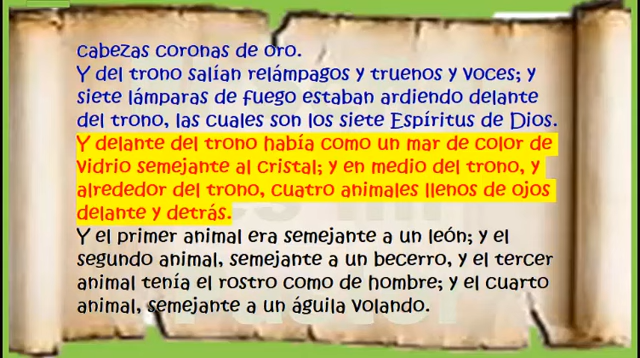 cabezas coronas de oro.
Y del trono salían relámpagos y truenos y voces; y
siete lámparas de fuego estaban ardiendo delante
del trono, las cuales son los siete Espíritus de Dios.
Y delante del trono había como un mar de color de
vidrio semejante al cristal; y en medio del trono, y
alrededor del trono, cuatro animales llenos de ojos
delante y detrás.
Y el primer animal era semejante a un león; y el
segundo animal, semejante a un becerro, y el tercer
animal tenía el rostro como de hombre; y el cuarto
animal, semejante a un águila volando.